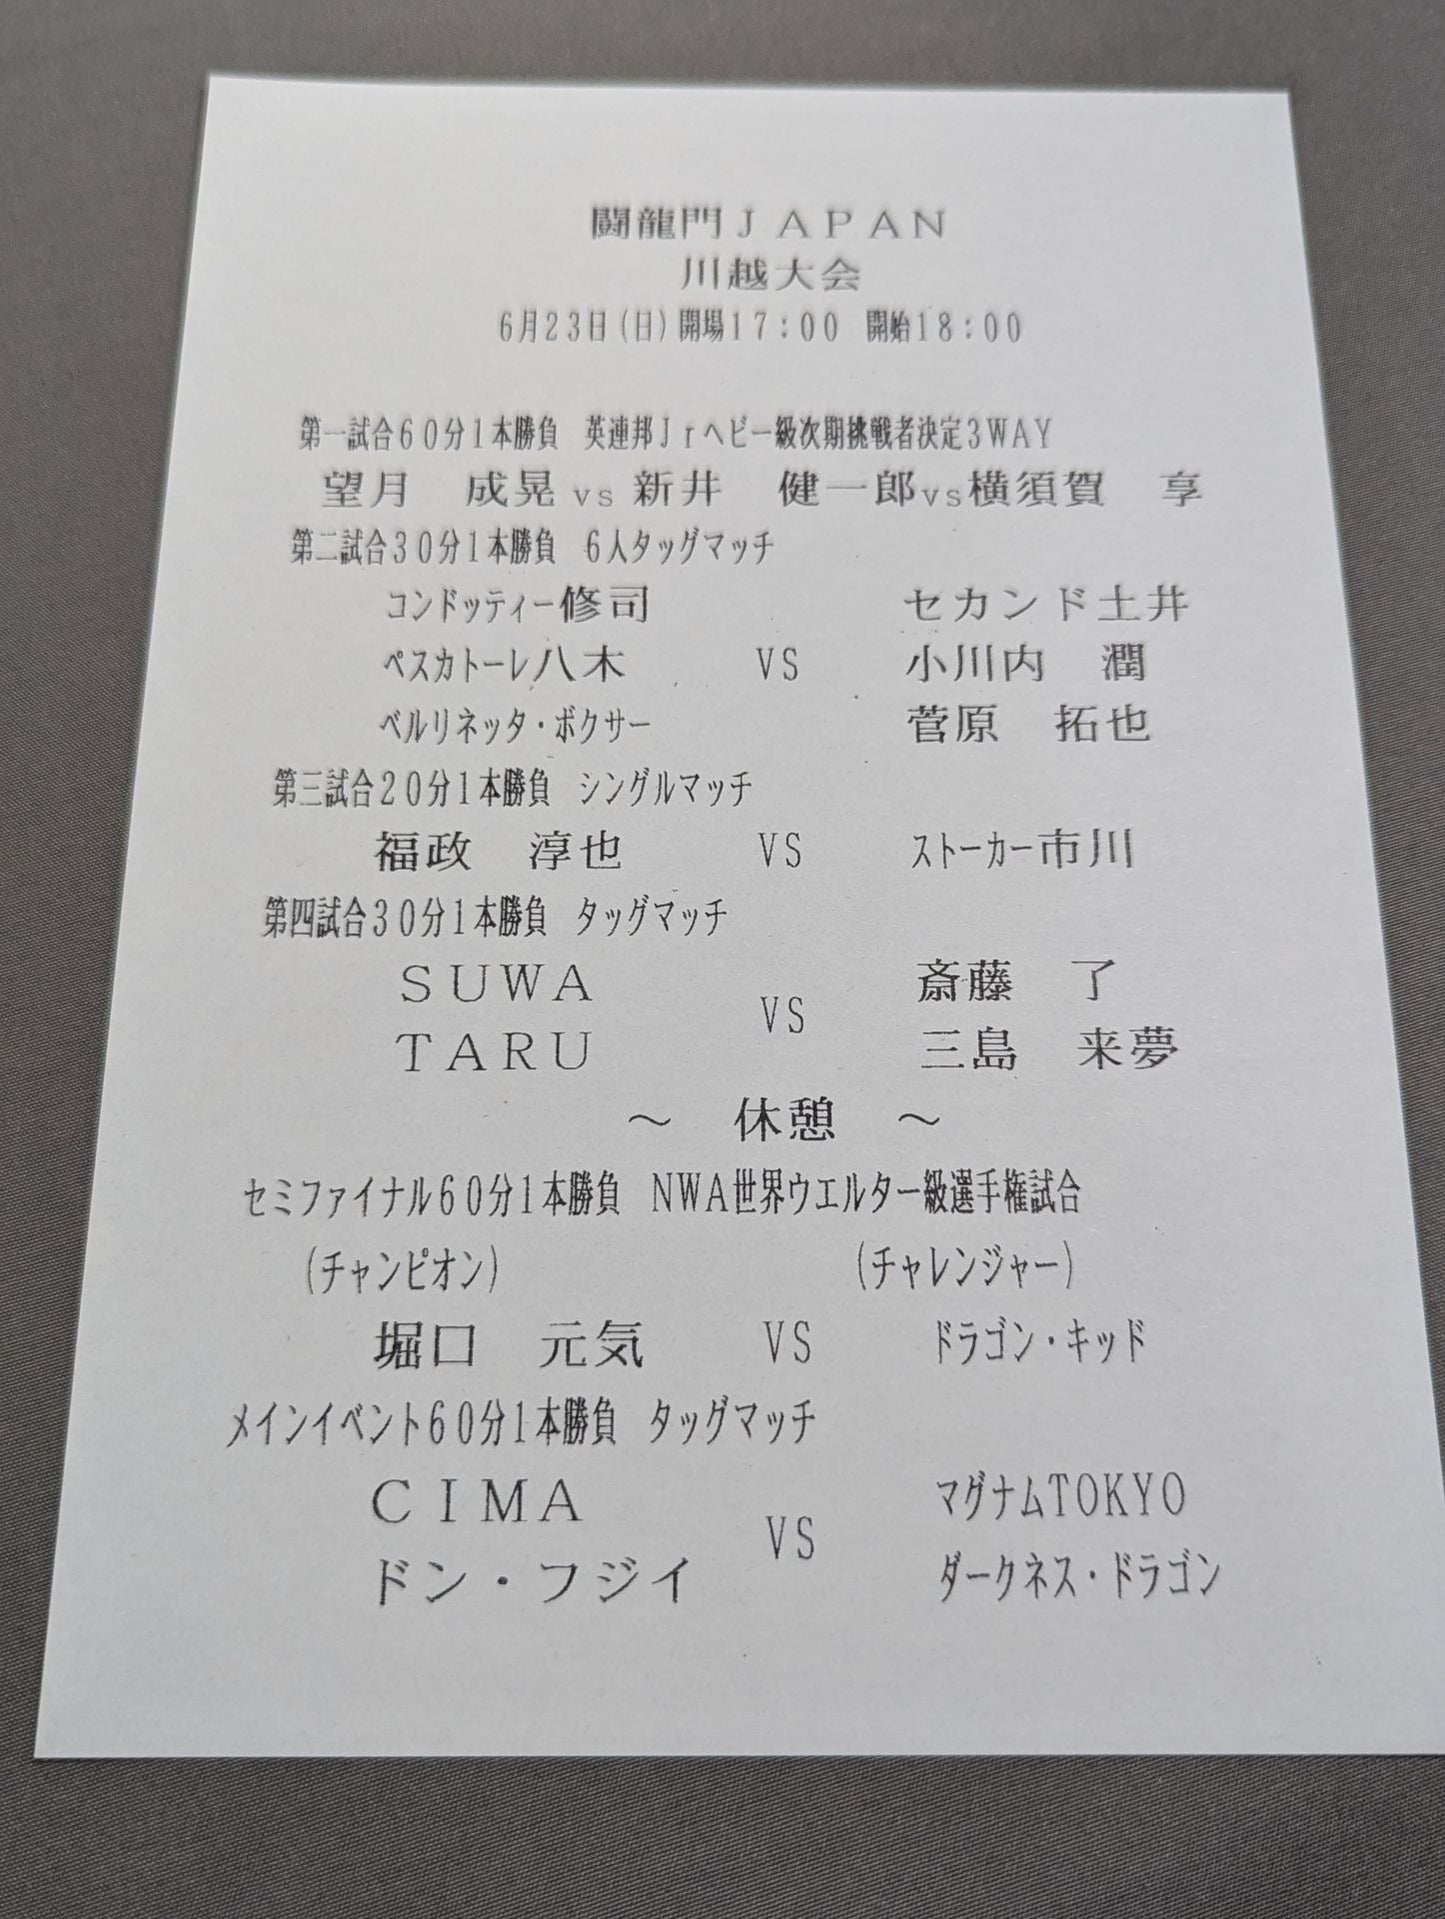 闘龍門ＪＡＰＡＮ
川越大会
6月23日(日)開場17：00　開始18：00
第一試合60分1本勝負　英連邦Ｊｒヘビー級次期挑戦者決定3WAY
望月　成晃 vs 新井　健一郎vs横須賀　享
第二試合30分1本勝負　6人タッグマッチ
コンドッティー修司　セカンド土井
ペスカトーレ八木　VS　小川内　潤
ベルリネッタ・ボクサー　菅原　拓也
第三試合20分1本勝負　シングルマッチ
福政　淳也　VS　ストーカー市川
第四試合30分1本勝負　タッグマッチ
ＳＵＷＡ　斎藤　了
VS
ＴＡＲＵ　三島　来夢
～　休憩　～
セミファイナル60分1本勝負　NWA世界ウエルター級選手権試合
(チャンピオン)　(チャレンジャー)
堀口　元気　VS　ドラゴン・キッド
メインイベント60分1本勝負　タッグマッチ
ＣＩＭＡ　マグナムTOKYO
VS
ドン・フジイ　ダークネス・ドラゴン